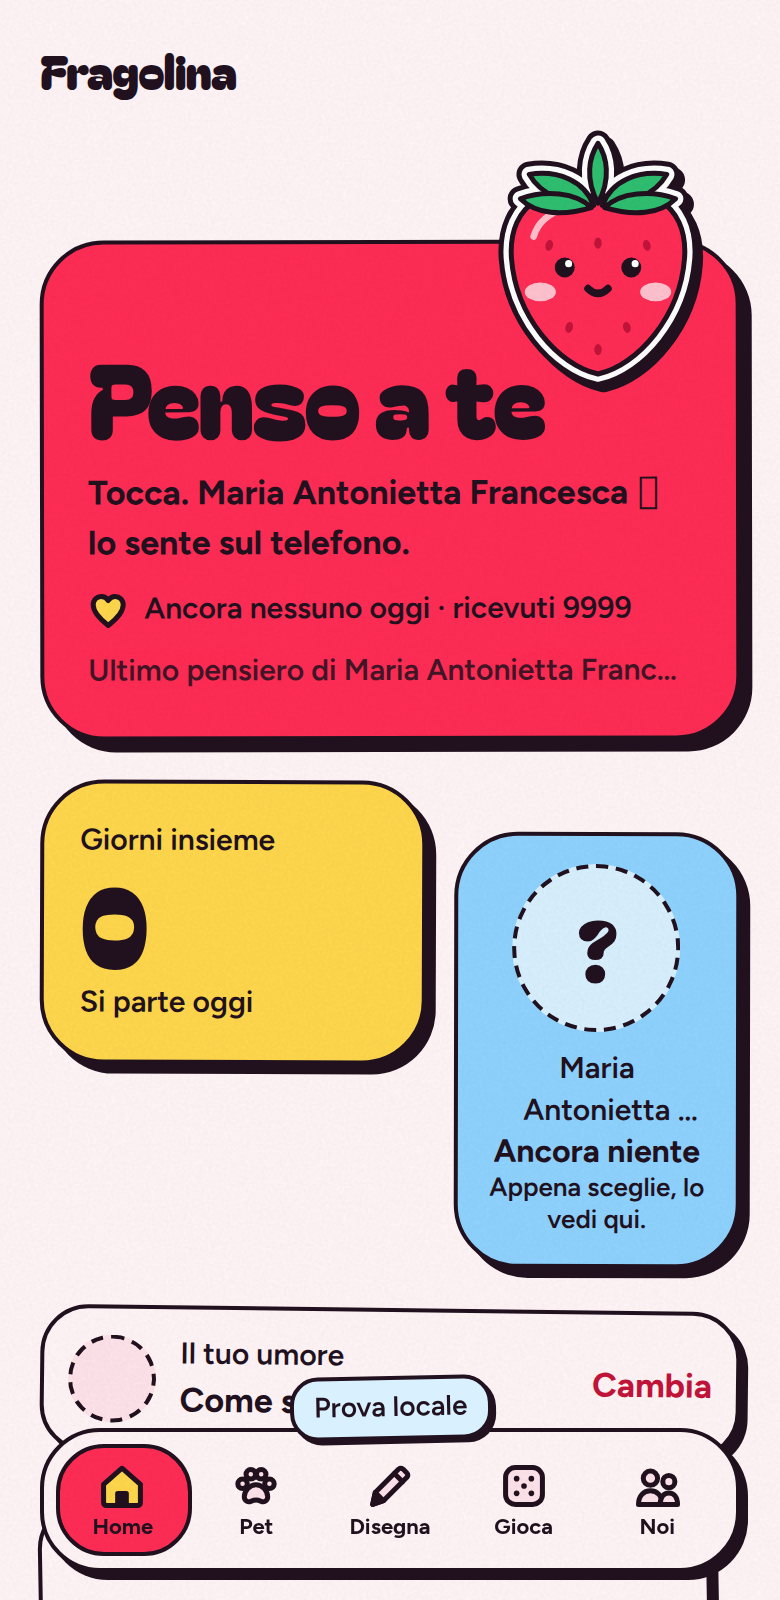 Fragolina
Penso a te
Tocca. Maria Antonietta Francesca
lo sente sul telefono.
Ancora nessuno oggi · ricevuti 9999
Ultimo pensiero di Maria Antonietta Franc...
Giorni insieme
0
Si parte oggi
?
Maria
Antonietta ...
Ancora niente
Appena sceglie, lo
vedi qui.
Il tuo umore
Come s
Cambia
Prova locale
Home
Pet
Disegna
Gioca
Noi